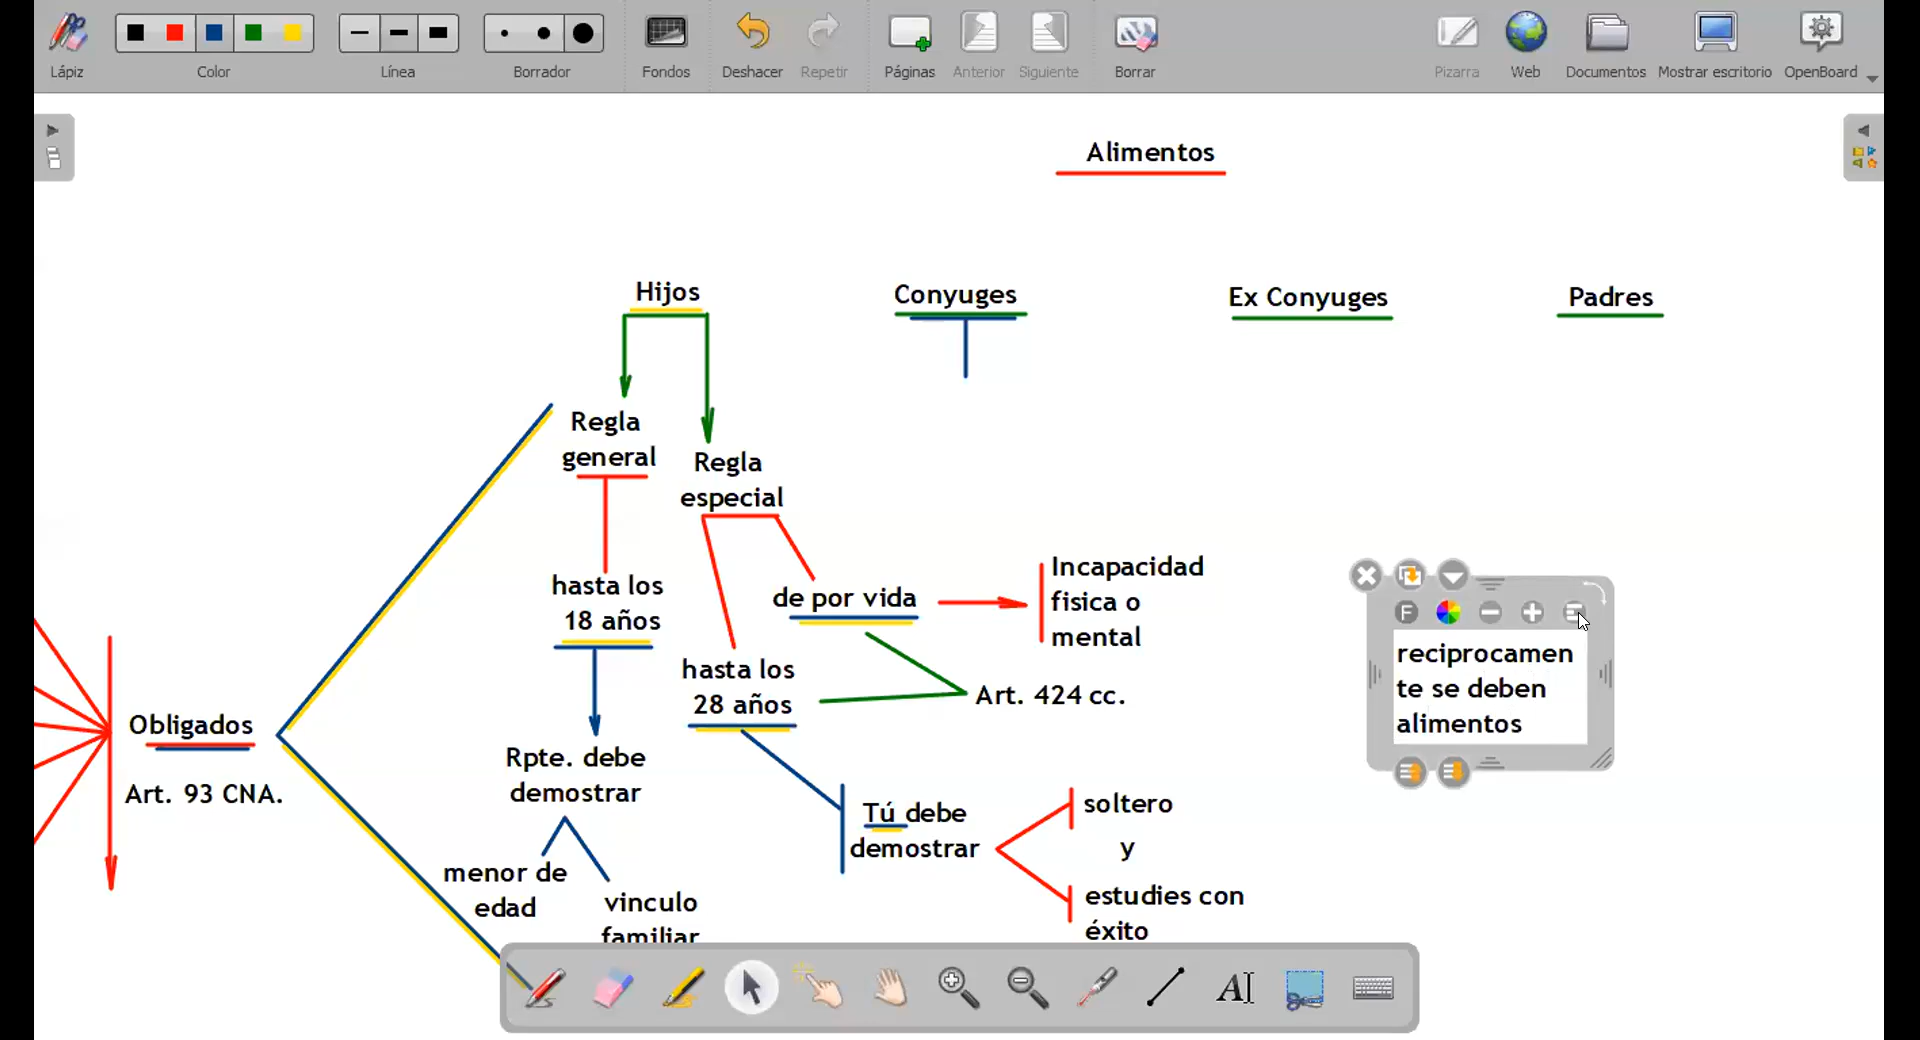 Lápiz
Color
Línea
Borrador
Fondos
Deshacer
Repetir
Páginas
Anterior
Siguiente
Borrar
Pizarra
Web
Documentos
Mostrar escritorio
OpenBoard
Alimentos
Hijos
Conyuges
Ex Conyuges
Padres
Regla
general
Regla
especial
hasta los
18 años
de por vida
Incapacidad
fisica o
mental
hasta los
28 años
Art. 424 cc.
F
reciprocamen
te se deben
alimentos
Obligados
Art. 93 CNA.
Rpte. debe
demostrar
menor de
edad
vinculo
familiar
Tú debe
demostrar
soltero
y
estudies con
éxito
AI